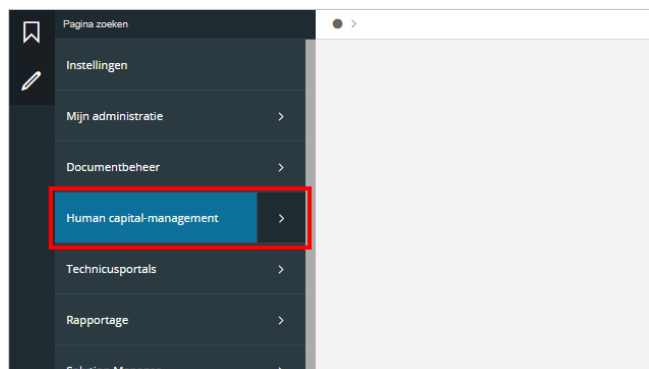 Pagina zoeken
Instellingen
Mijn administratie
Documentbeheer
Human capital-management
Technicusportals
Rapportage